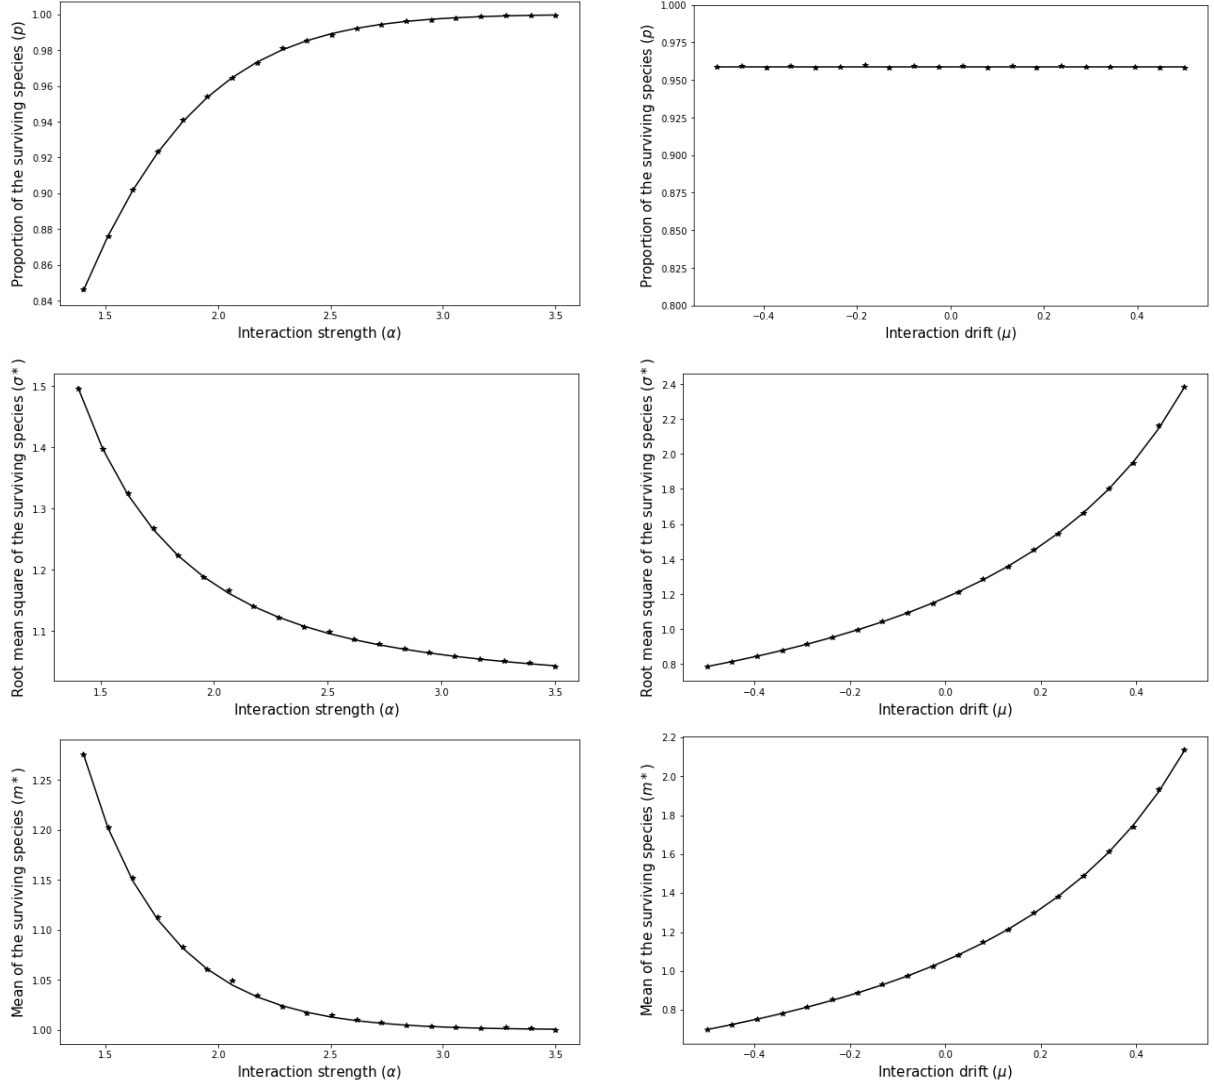 1.00
0.98
0.96
0.94
0.92
0.90
0.88
0.86
0.84
Proportion of the surviving species (p)
1.5 2.0 2.5 3.0 3.5
Interaction strength (α)
1.000
0.975
0.950
0.925
0.900
0.875
0.850
0.825
0.800
Proportion of the surviving species (p)
−0.4 −0.2 0.0 0.2 0.4
Interaction drift (μ)
1.5
1.4
1.3
1.2
1.1
Root mean square of the surviving species (σ*)
1.5 2.0 2.5 3.0 3.5
Interaction strength (α)
2.4
2.2
2.0
1.8
1.6
1.4
1.2
1.0
0.8
Root mean square of the surviving species (σ*)
−0.4 −0.2 0.0 0.2 0.4
Interaction drift (μ)
1.25
1.20
1.15
1.10
1.05
1.00
Mean of the surviving species (m*)
1.5 2.0 2.5 3.0 3.5
Interaction strength (α)
2.2
2.0
1.8
1.6
1.4
1.2
1.0
0.8
Mean of the surviving species (m*)
−0.4 −0.2 0.0 0.2 0.4
Interaction drift (μ)